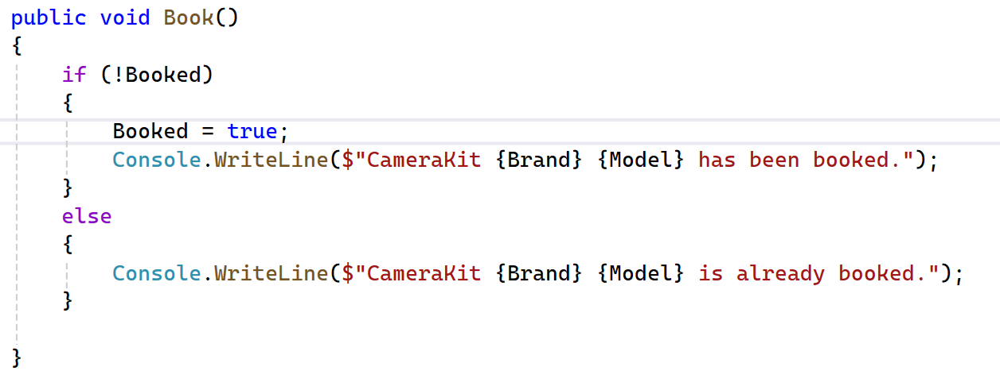 public void Book()
{
    if (!Booked)
    {
        Booked = true;
        Console.WriteLine($"CameraKit {Brand} {Model} has been booked.");
    }
    else
    {
        Console.WriteLine($"CameraKit {Brand} {Model} is already booked.");
    }

}